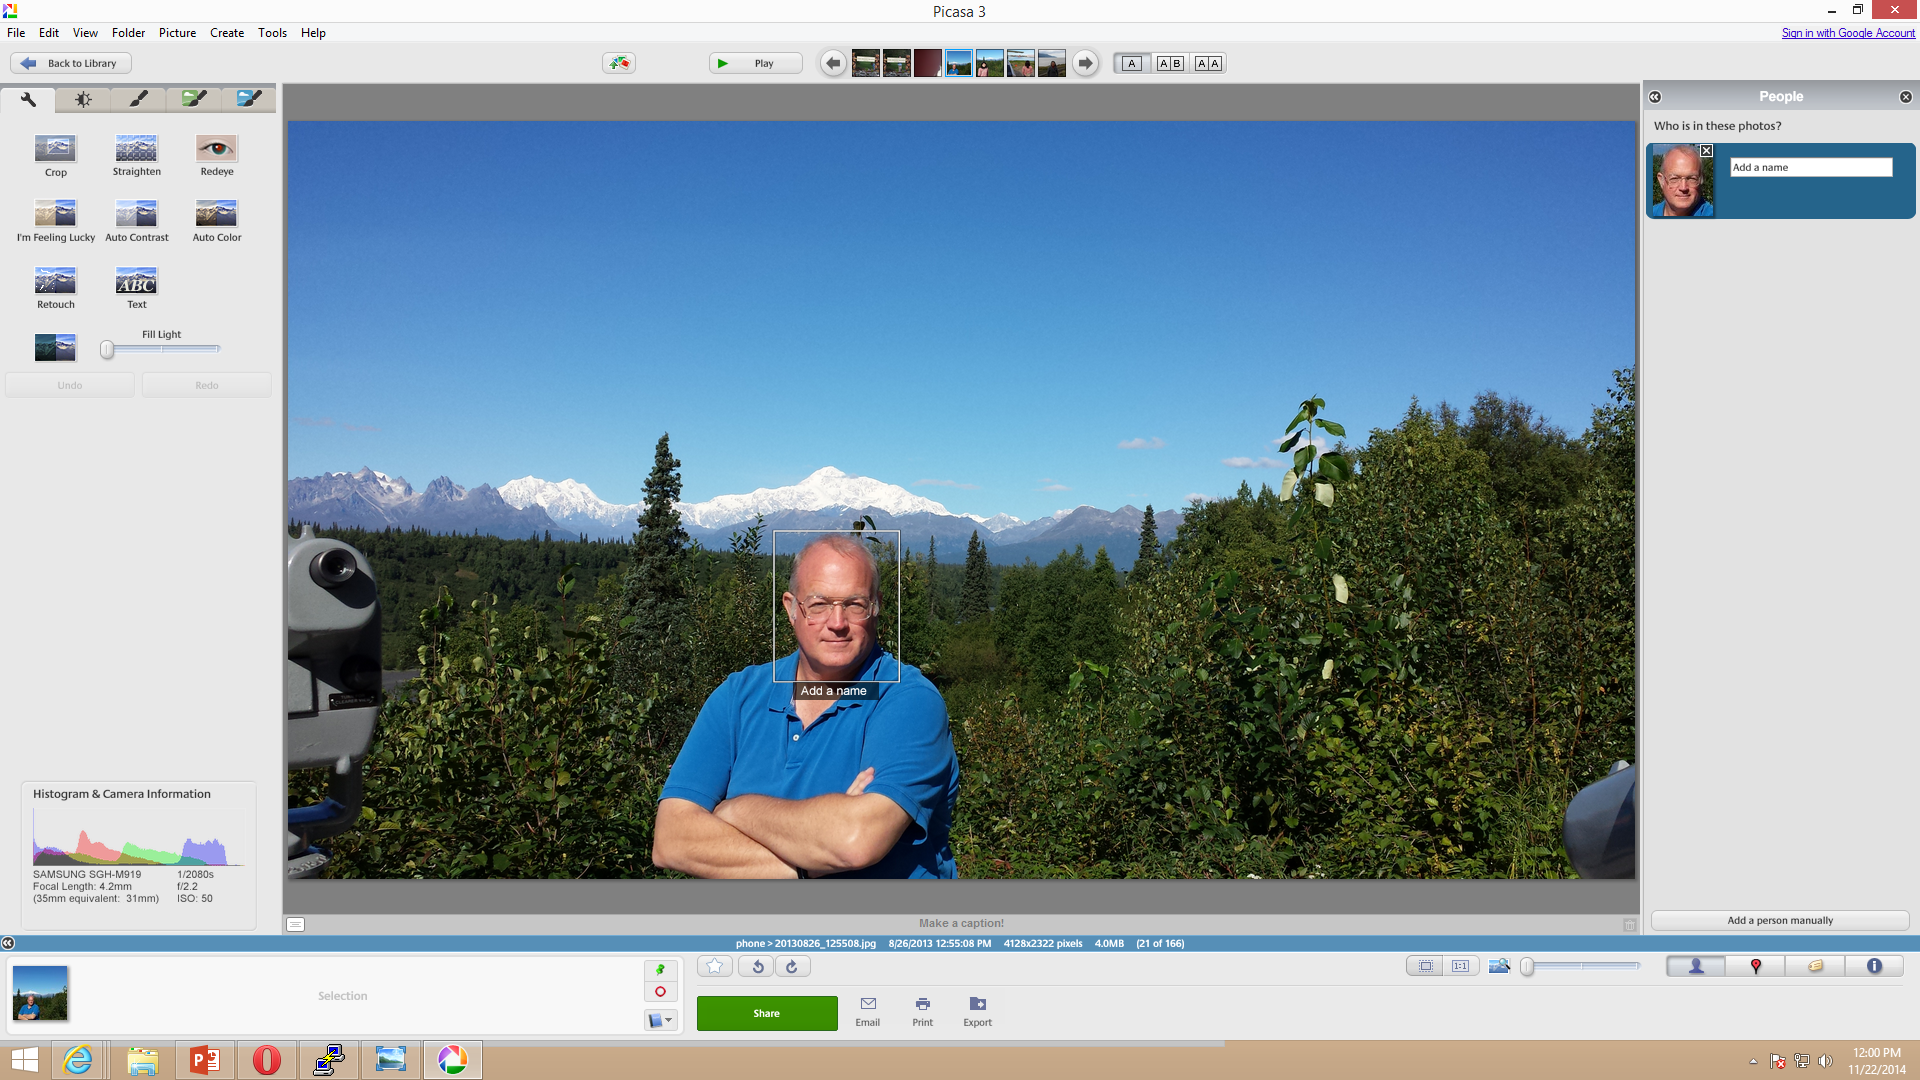 Picasa 3
File Edit View Folder Picture Create Tools Help
Sign in with Google Account
Back to Library
Play
A
A B
A A
People
Who is in these photos?
Add a name
Crop
Straighten
Redeye
I'm Feeling Lucky
Auto Contrast
Auto Color
ABC
Retouch
Text
Fill Light
Undo
Redo
Add a name
Histogram & Camera Information
SAMSUNG SGH-M919 1/2080s
Focal Length: 4.2mm f/2.2
(35mm equivalent: 31mm) ISO: 50
Make a caption!
Add a person manually
phone > 20130826_125508.jpg 8/26/2013 12:55:08 PM 4128x2322 pixels 4.0MB (21 of 166)
Selection
1:1
Share
Email
Print
Export
12:00 PM
11/22/2014